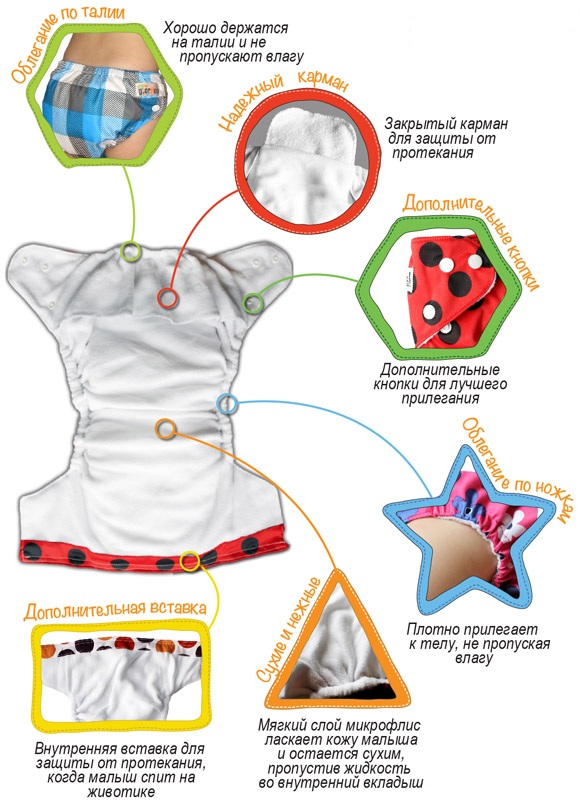 Облегание по талии
Хорошо держатся
на талии и не
пропускают влагу
Надежный карман
Закрытый карман
для защиты от
протекания
Дополнительные кнопки
Дополнительные
кнопки для лучшего
прилегания
Облегание по ножкам
Плотно прилегает
к телу, не пропуская
влагу
Дополнительная вставка
Внутренняя вставка для
защиты от протекания,
когда малыш спит на
животике
Сухие и нежные
Мягкий слой микрофлис
ласкает кожу малыша
и остается сухим,
пропустив жидкость
во внутренний вкладыш